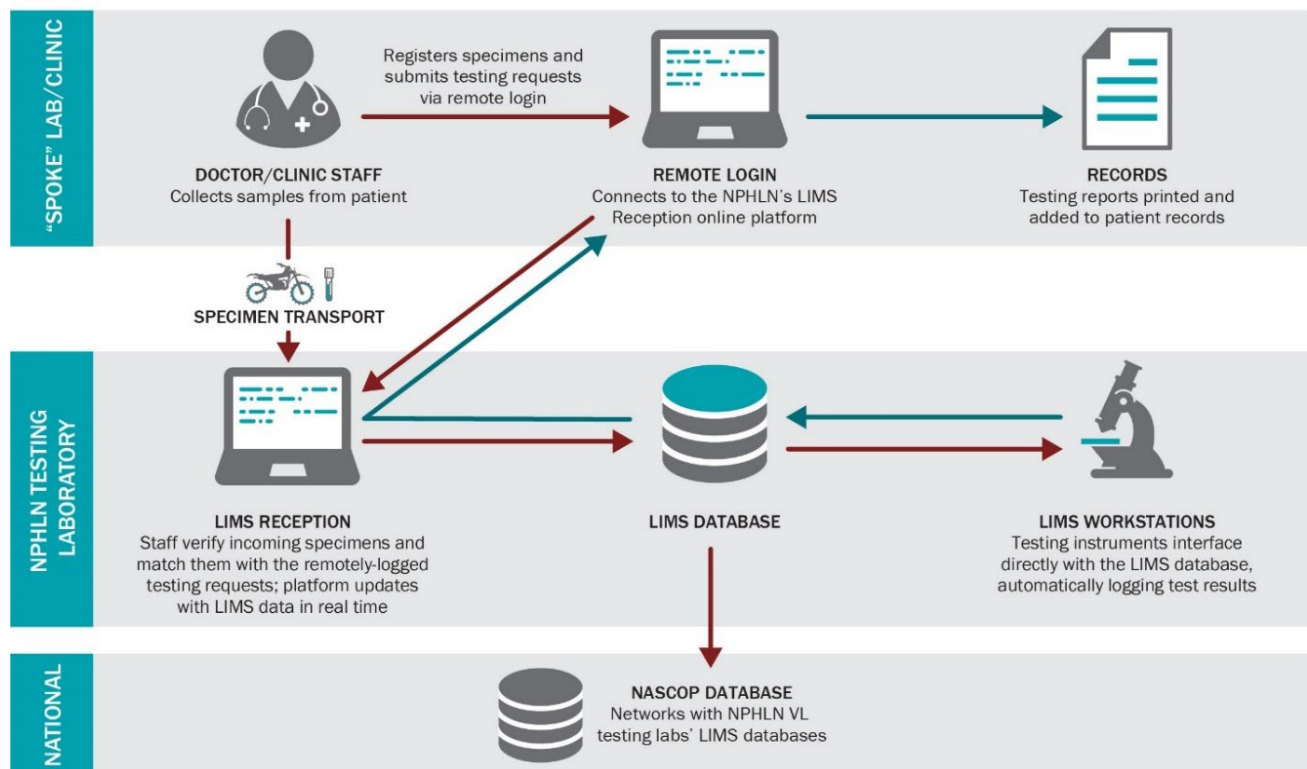 “SPOKE” LAB/CLINIC
Registers specimens and
submits testing requests
via remote login
DOCTOR/CLINIC STAFF
Collects samples from patient
REMOTE LOGIN
Connects to the NPHLN’s LIMS
Reception online platform
RECORDS
Testing reports printed and
added to patient records
SPECIMEN TRANSPORT
NPHLN TESTING
LABORATORY
LIMS RECEPTION
Staff verify incoming specimens and
match them with the remotely-logged
testing requests; platform updates
with LIMS data in real time
LIMS DATABASE
LIMS WORKSTATIONS
Testing instruments interface
directly with the LIMS database,
automatically logging test results
NATIONAL
NASCOP DATABASE
Networks with NPHLN VL
testing labs’ LIMS databases